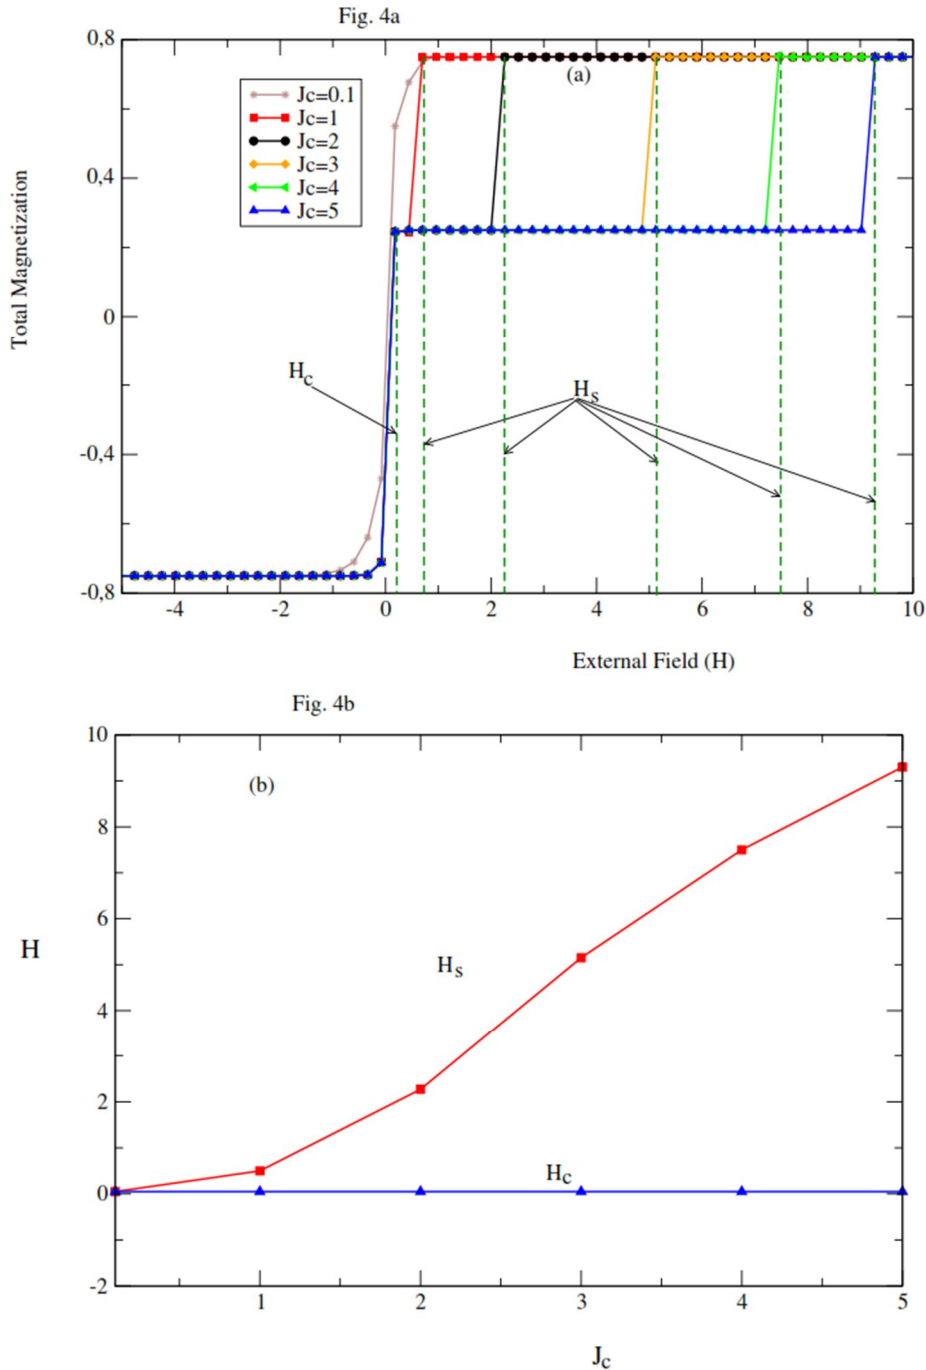 Fig. 4a
0,8
(a)
Jc=0.1
Jc=1
Jc=2
Jc=3
Jc=4
Jc=5
0,4
Total Magnetization
0
Hc
Hs
-0,4
-0,8
-4 -2 0 2 4 6 8 10
External Field (H)
Fig. 4b
10
(b)
8
6
H
Hs
4
2
Hc
0
-2
1 2 3 4 5
Jc